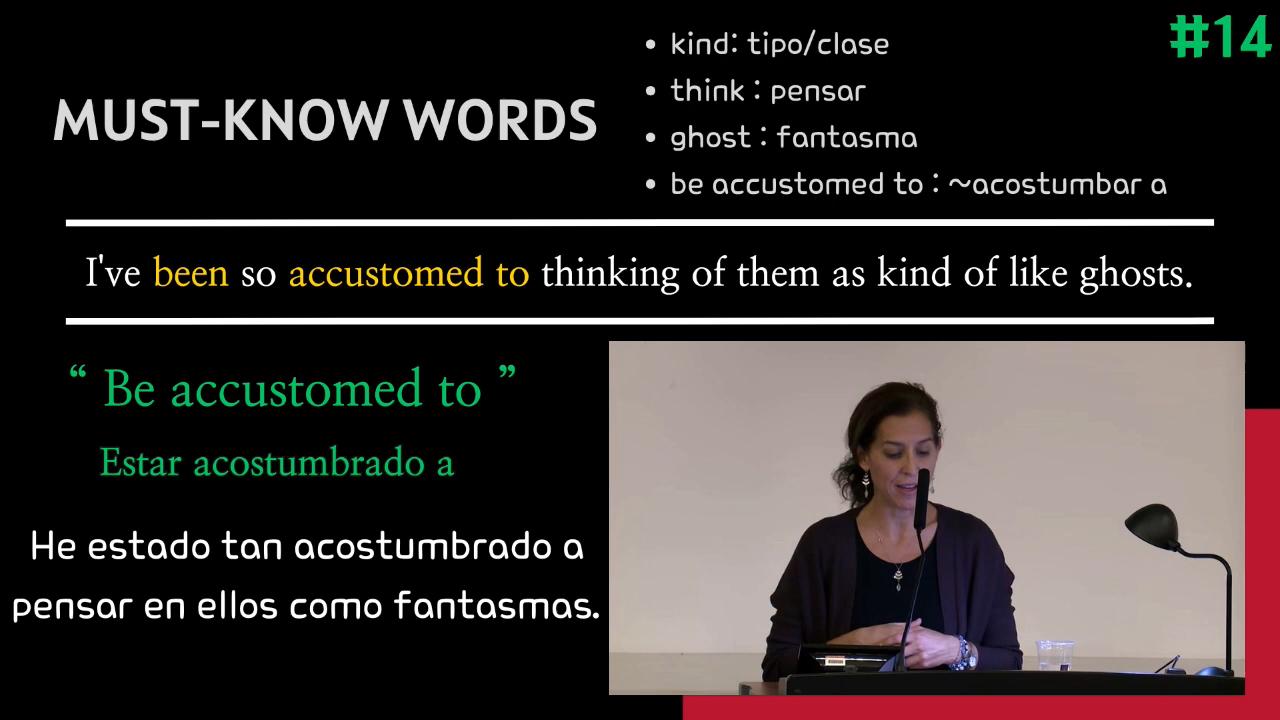 #14
MUST-KNOW WORDS
• kind: tipo/clase
• think : pensar
• ghost : fantasma
• be accustomed to : ~acostumbar a
I've been so accustomed to thinking of them as kind of like ghosts.
“ Be accustomed to ”
Estar acostumbrado a
He estado tan acostumbrado a
pensar en ellos como fantasmas.